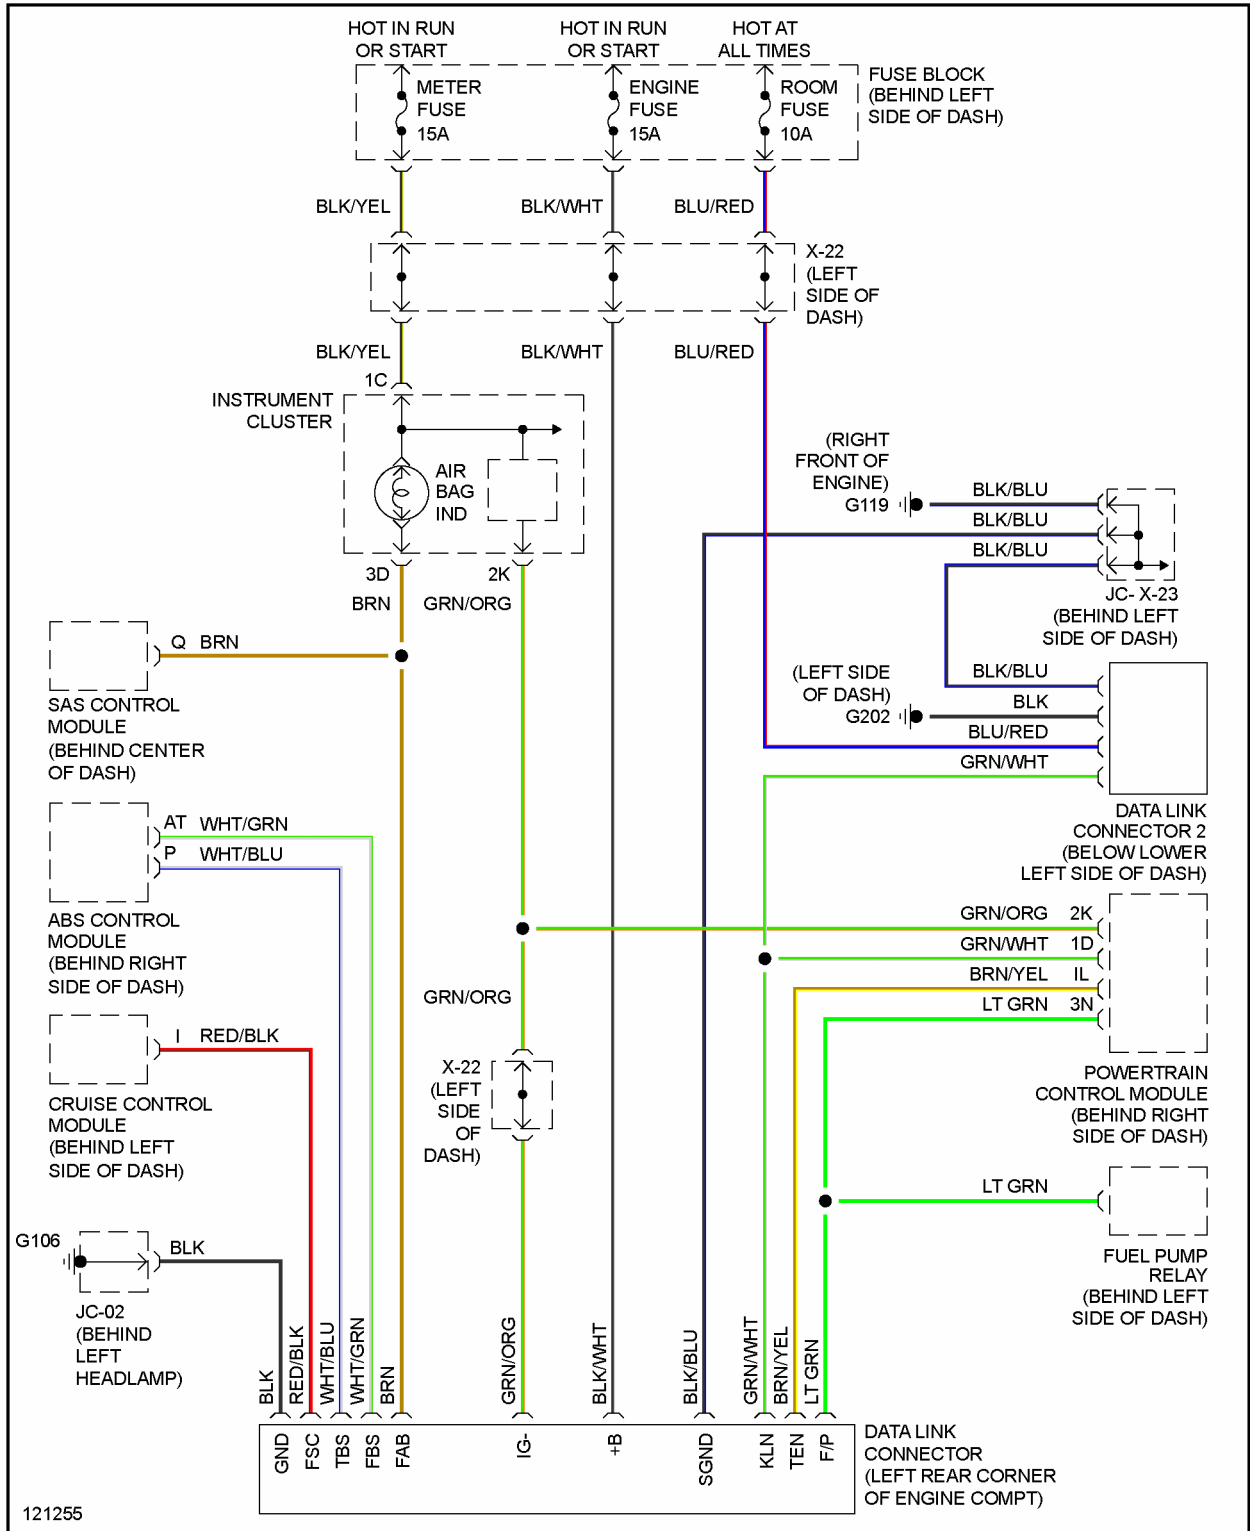 HOT IN RUN
OR START
HOT IN RUN
OR START
HOT AT
ALL TIMES
METER
FUSE
15A
ENGINE
FUSE
15A
ROOM
FUSE
10A
FUSE BLOCK
(BEHIND LEFT
SIDE OF DASH)
BLK/YEL
BLK/WHT
BLU/RED
X-22
(LEFT
SIDE OF
DASH)
BLK/YEL
BLK/WHT
BLU/RED
1C
INSTRUMENT
CLUSTER
AIR
BAG
IND
3D
2K
BRN
GRN/ORG
(RIGHT
FRONT OF
ENGINE)
G119
BLK/BLU
BLK/BLU
BLK/BLU
JC- X-23
(BEHIND LEFT
SIDE OF DASH)
Q BRN
SAS CONTROL
MODULE
(BEHIND CENTER
OF DASH)
(LEFT SIDE
OF DASH)
G202
BLK/BLU
BLK
BLU/RED
GRN/WHT
DATA LINK
CONNECTOR 2
(BELOW LOWER
LEFT SIDE OF DASH)
AT WHT/GRN
P WHT/BLU
ABS CONTROL
MODULE
(BEHIND RIGHT
SIDE OF DASH)
GRN/ORG 2K
GRN/WHT 1D
BRN/YEL IL
LT GRN 3N
POWERTRAIN
CONTROL MODULE
(BEHIND RIGHT
SIDE OF DASH)
GRN/ORG
X-22
(LEFT
SIDE
OF
DASH)
I RED/BLK
CRUISE CONTROL
MODULE
(BEHIND LEFT
SIDE OF DASH)
LT GRN
FUEL PUMP
RELAY
(BEHIND LEFT
SIDE OF DASH)
G106
BLK
JC-02
(BEHIND
LEFT
HEADLAMP)
BLK
RED/BLK
WHT/BLU
WHT/GRN
BRN
GRN/ORG
BLK/WHT
BLK/BLU
GRN/WHT
BRN/YEL
LT GRN
GND
FSC
TBS
FBS
FAB
IG-
+B
SGND
KLN
TEN
F/P
DATA LINK
CONNECTOR
(LEFT REAR CORNER
OF ENGINE COMPT)
121255